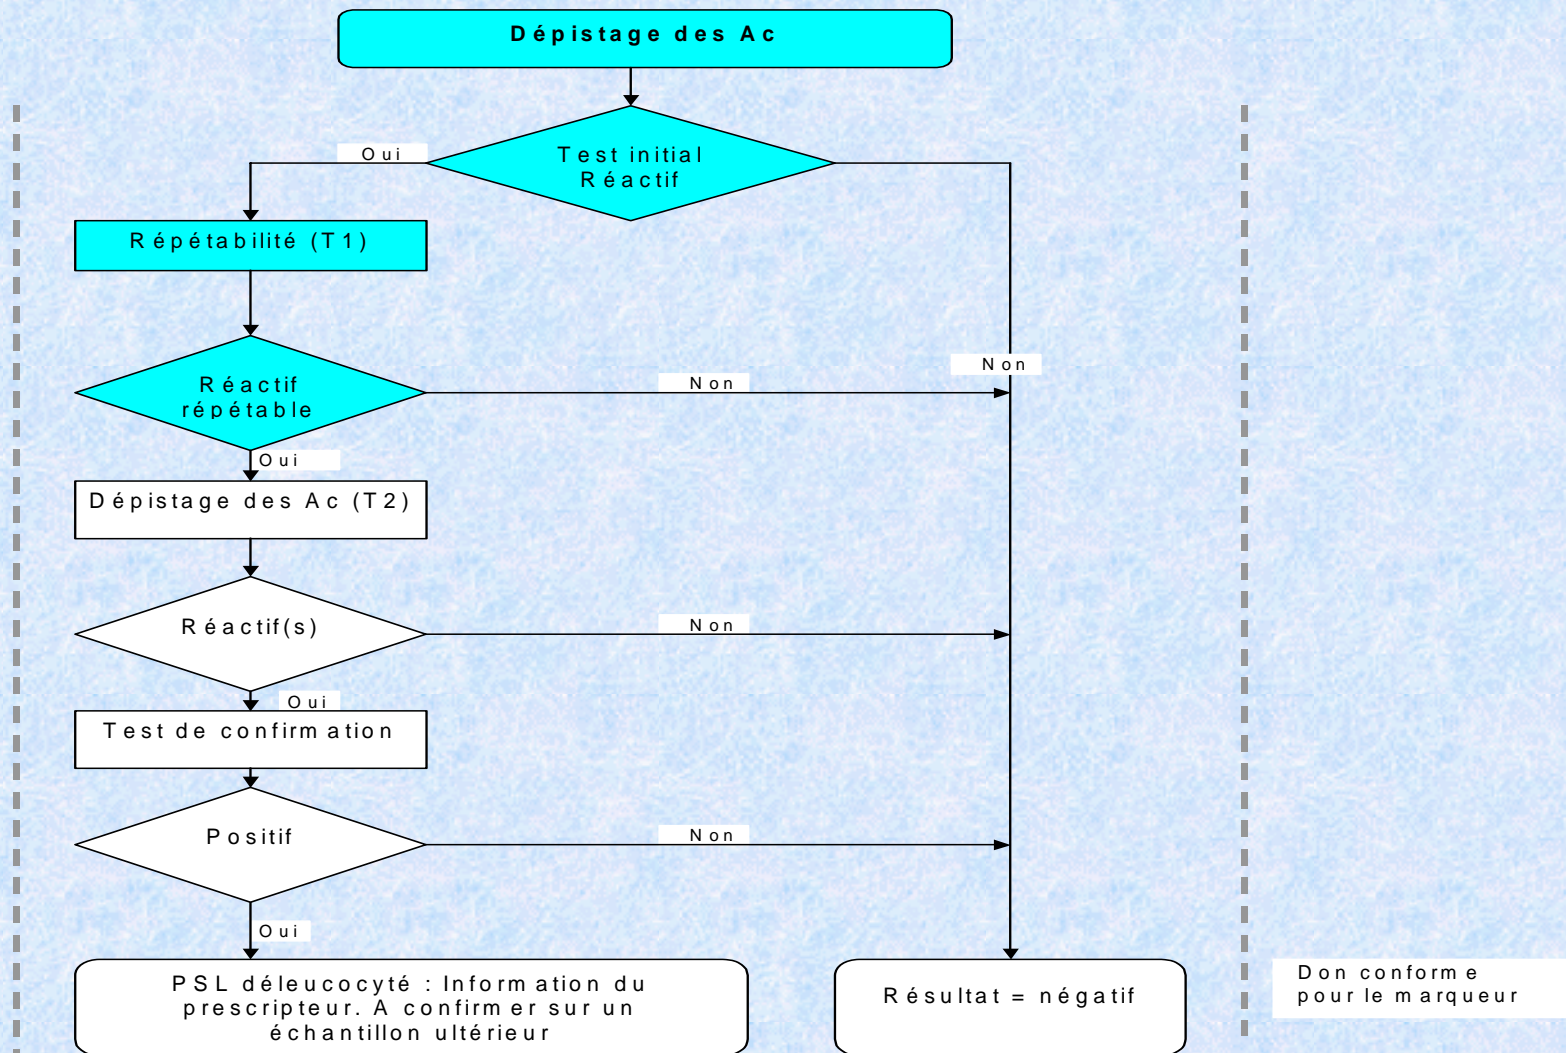 Dépistage des Ac
Oui
Test initial
Réactif
Répétabilité (T1)
Non
Réactif
répétable
Non
Oui
Dépistage des Ac (T2)
Réactif(s)
Non
Oui
Test de confirmation
Positif
Non
Oui
PSL déleucocyté : Information du
prescripteur. A confirmer sur un
échantillon ultérieur
Résultat = négatif
Don conforme
pour le marqueur